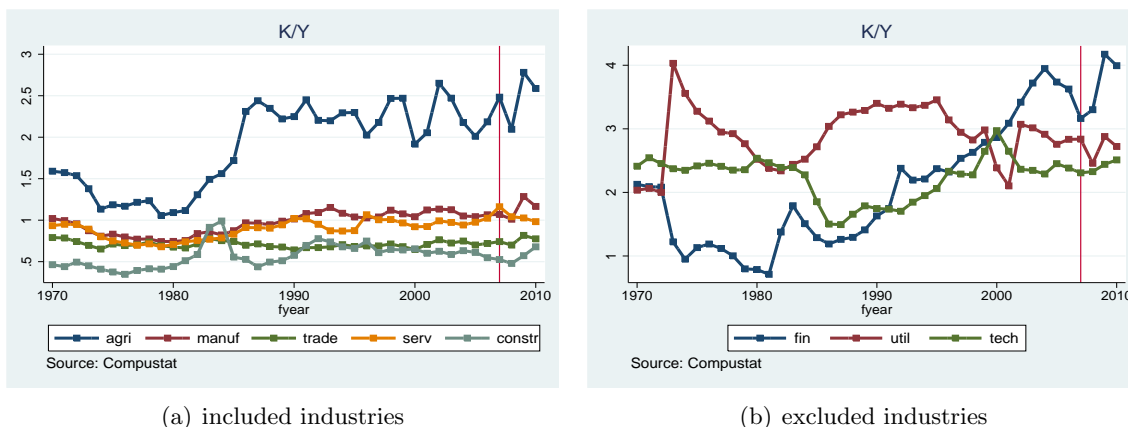 K/Y
3
2.5
2
1.5
1
.5
1970 1980 1990 2000 2010
fyear
agri manuf trade serv constr
Source: Compustat
(a) included industries
K/Y
4
3
2
1
1970 1980 1990 2000 2010
fyear
fin util tech
Source: Compustat
(b) excluded industries